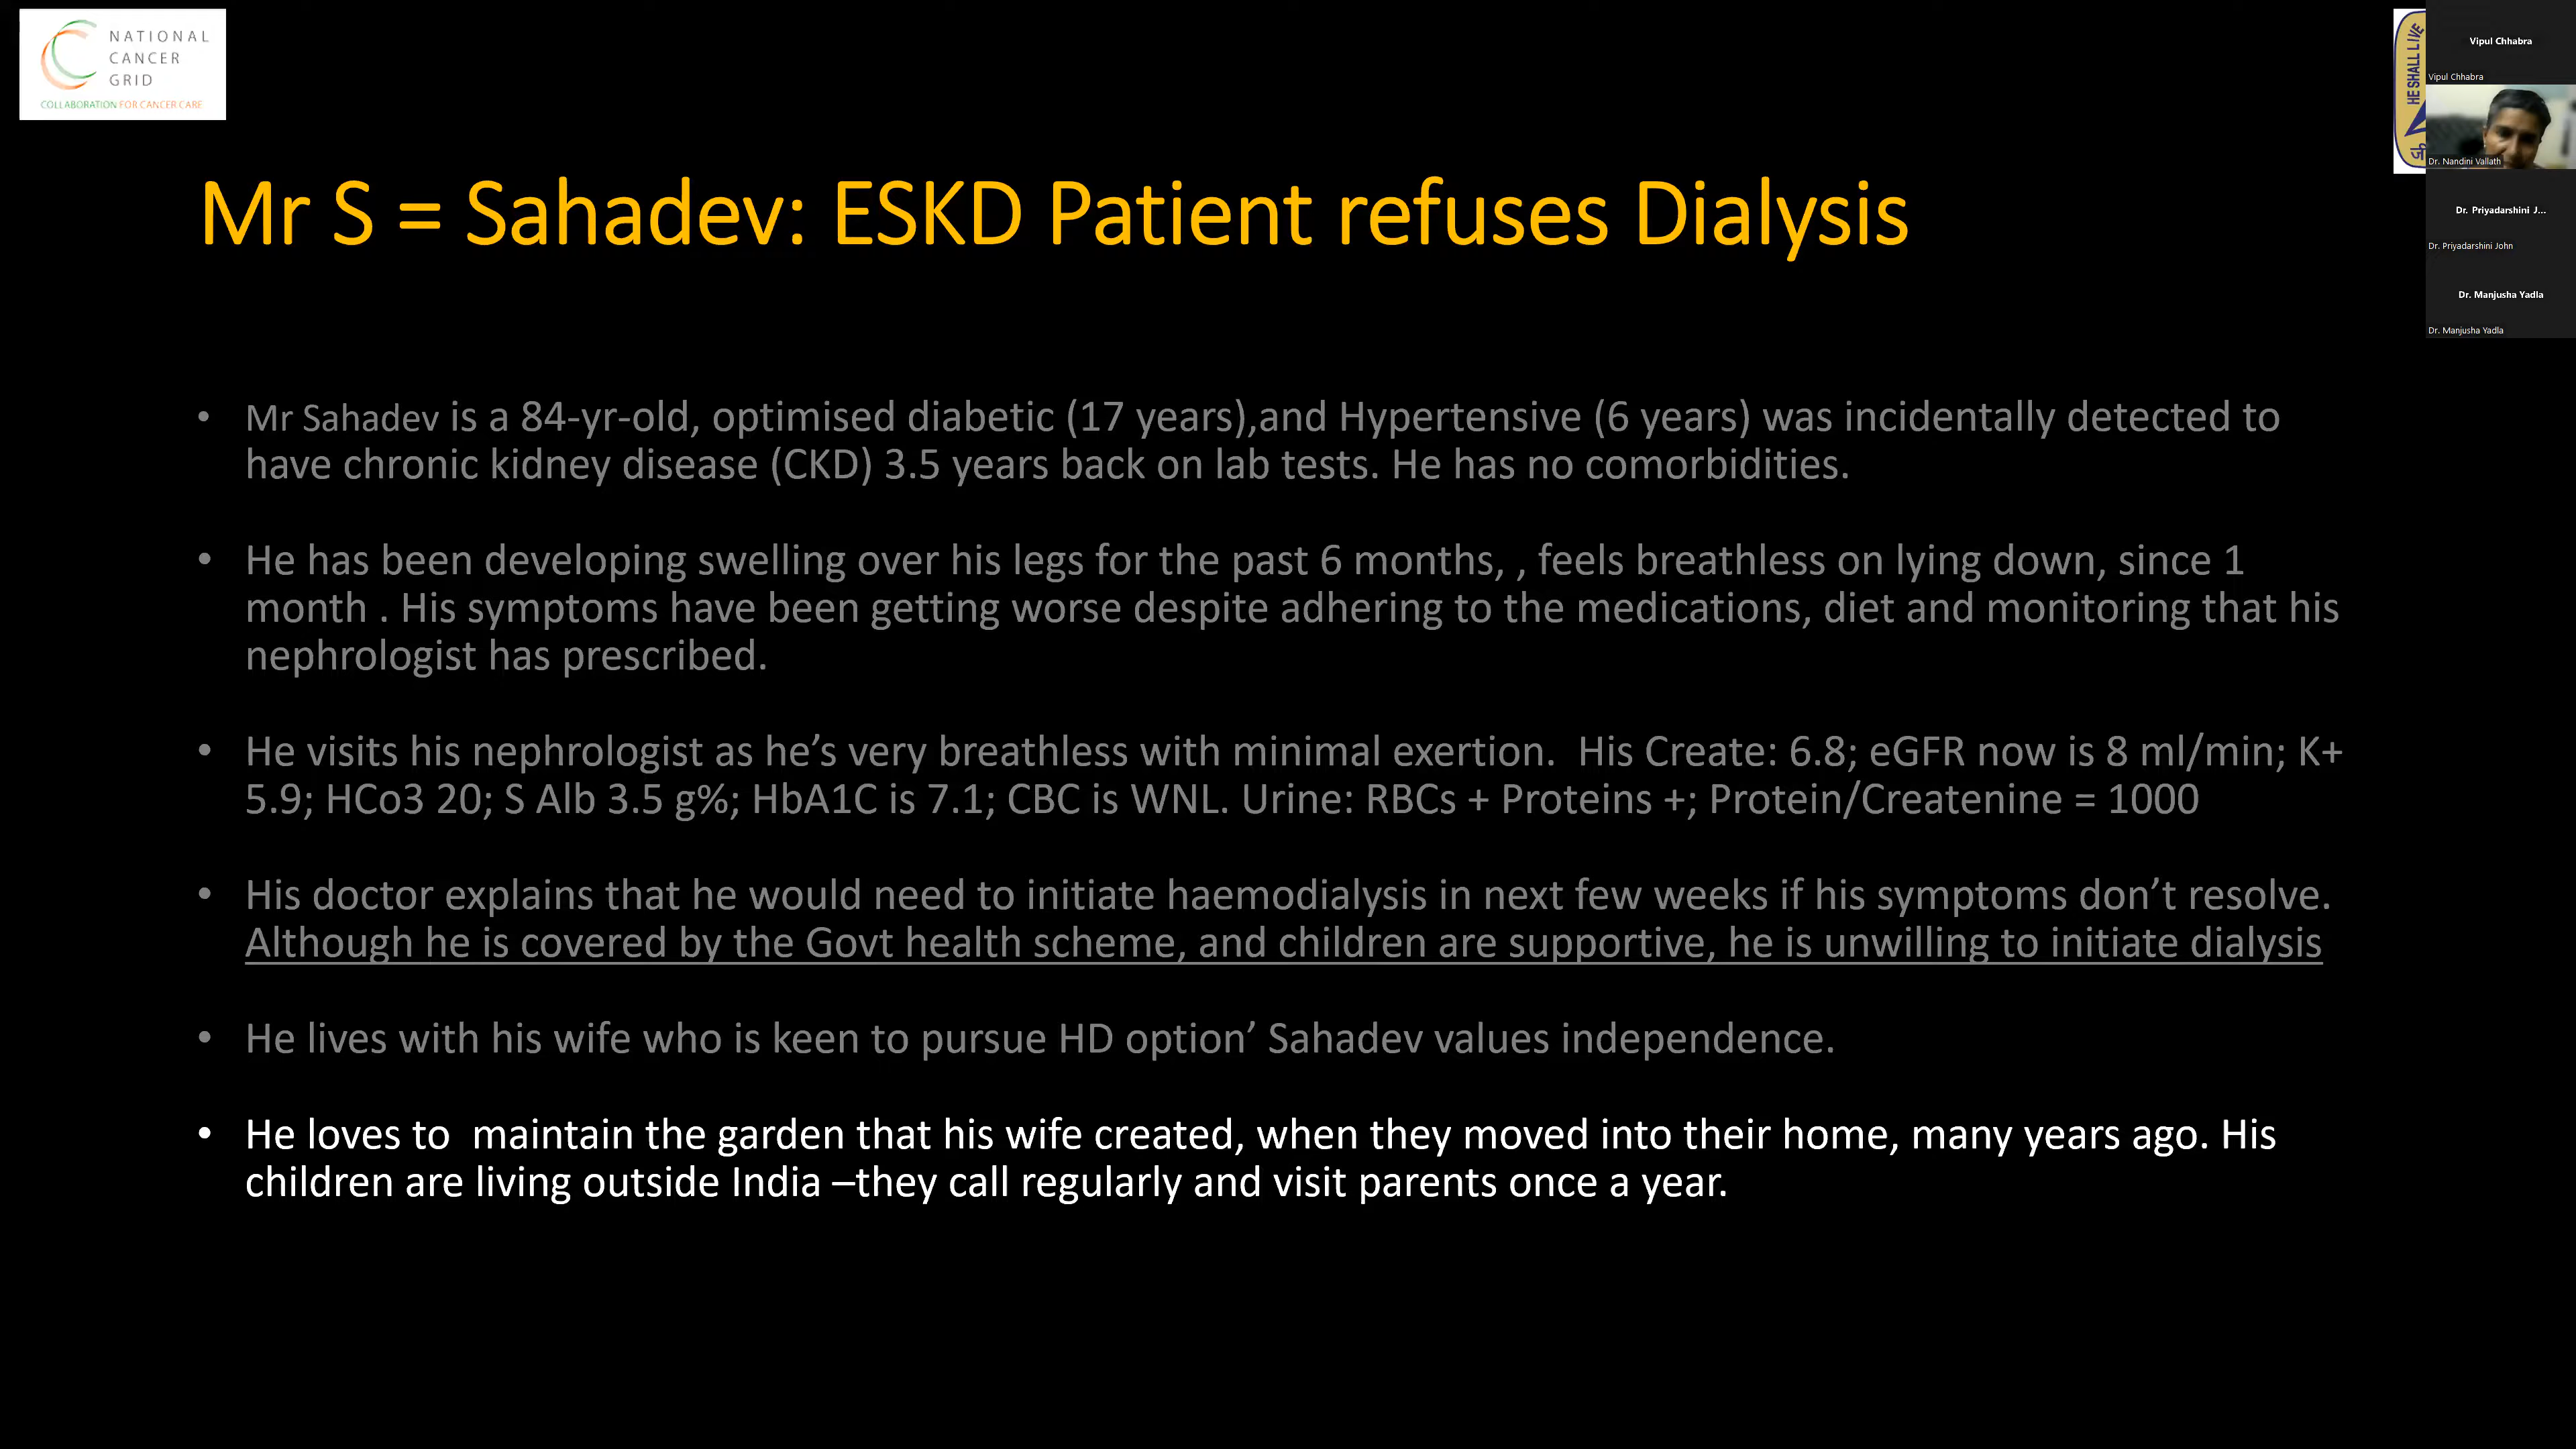 NATIONAL
CANCER
GRID
COLLABORATION FOR CANCER CARE
HE SHALL LIVE
Vipul Chhabra
Vipul Chhabra
Dr. Nandini Vallath
Dr. Priyadarshini J...
Dr. Priyadarshini John
Dr. Manjusha Yadla
Dr. Manjusha Yadla
Mr S = Sahadev: ESKD Patient refuses Dialysis
• Mr Sahadev is a 84-yr-old, optimised diabetic (17 years),and Hypertensive (6 years) was incidentally detected to
have chronic kidney disease (CKD) 3.5 years back on lab tests. He has no comorbidities.
• He has been developing swelling over his legs for the past 6 months, , feels breathless on lying down, since 1
month . His symptoms have been getting worse despite adhering to the medications, diet and monitoring that his
nephrologist has prescribed.
• He visits his nephrologist as he’s very breathless with minimal exertion.  His Create: 6.8; eGFR now is 8 ml/min; K+
5.9; HCo3 20; S Alb 3.5 g%; HbA1C is 7.1; CBC is WNL. Urine: RBCs + Proteins +; Protein/Createnine = 1000
• His doctor explains that he would need to initiate haemodialysis in next few weeks if his symptoms don’t resolve.
Although he is covered by the Govt health scheme, and children are supportive, he is unwilling to initiate dialysis
• He lives with his wife who is keen to pursue HD option’ Sahadev values independence.
• He loves to  maintain the garden that his wife created, when they moved into their home, many years ago. His
children are living outside India –they call regularly and visit parents once a year.